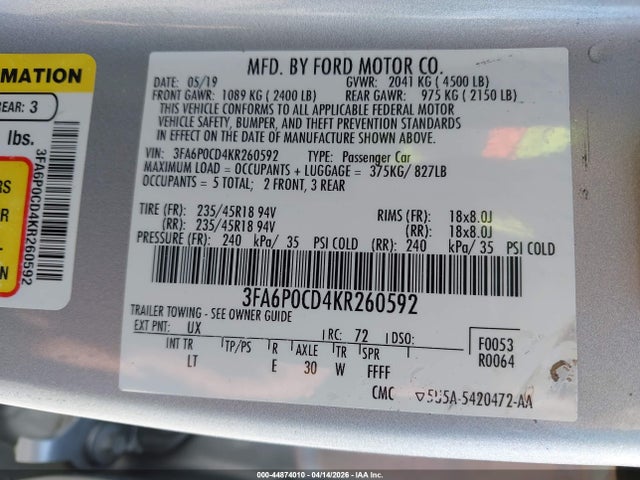 RMATION
REAR: 3
lbs.
3FA6P0CD4KR260592
RS
R
ON
MFD. BY FORD MOTOR CO.
DATE: 05/19 GVWR: 2041 KG ( 4500 LB)
FRONT GAWR: 1089 KG ( 2400 LB) REAR GAWR: 975 KG ( 2150 LB)
THIS VEHICLE CONFORMS TO ALL APPLICABLE FEDERAL MOTOR
VEHICLE SAFETY, BUMPER, AND THEFT PREVENTION STANDARDS
IN EFFECT ON THE DATE OF MANUFACTURE SHOWN ABOVE.
VIN: 3FA6P0CD4KR260592 TYPE: Passenger Car
MAXIMUM LOAD = OCCUPANTS + LUGGAGE = 375KG/ 827LB
OCCUPANTS = 5 TOTAL; 2 FRONT, 3 REAR
TIRE (FR): 235/45R18 94V RIMS (FR): 18x8.0J
(RR): 235/45R18 94V (RR): 18x8.0J
PRESSURE (FR): 240 kPa/ 35 PSI COLD (RR): 240 kPa/ 35 PSI COLD
3FA6P0CD4KR260592
TRAILER TOWING - SEE OWNER GUIDE
EXT PNT: UX RC: 72 DSO: F0053
INT TR TP/PS R AXLE TR SPR R0064
LT E 30 W FFFF
CMC ▽5U5A-5420472-AA
000-44874010 - 04/14/2026 - IAA Inc.